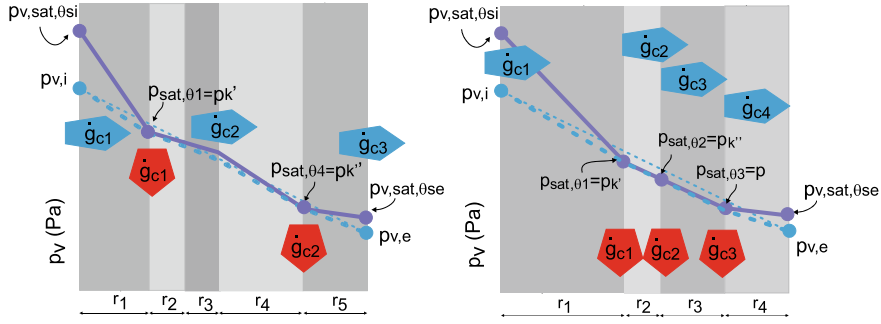 pv,sat,θsi
pv,i
psat,θ1=pk'
ġc1
ġc2
ġc3
ġc1
psat,θ4=pk''
ġc2
pv,sat,θse
pv,e
pv (Pa)
r1
r2
r3
r4
r5
pv,sat,θsi
ġc1
ġc2
ġc3
ġc4
pv,i
psat,θ2=pk''
psat,θ1=pk'
psat,θ3=p
pv,sat,θse
pv,e
ġc1
ġc2
ġc3
pv (Pa)
r1
r2
r3
r4